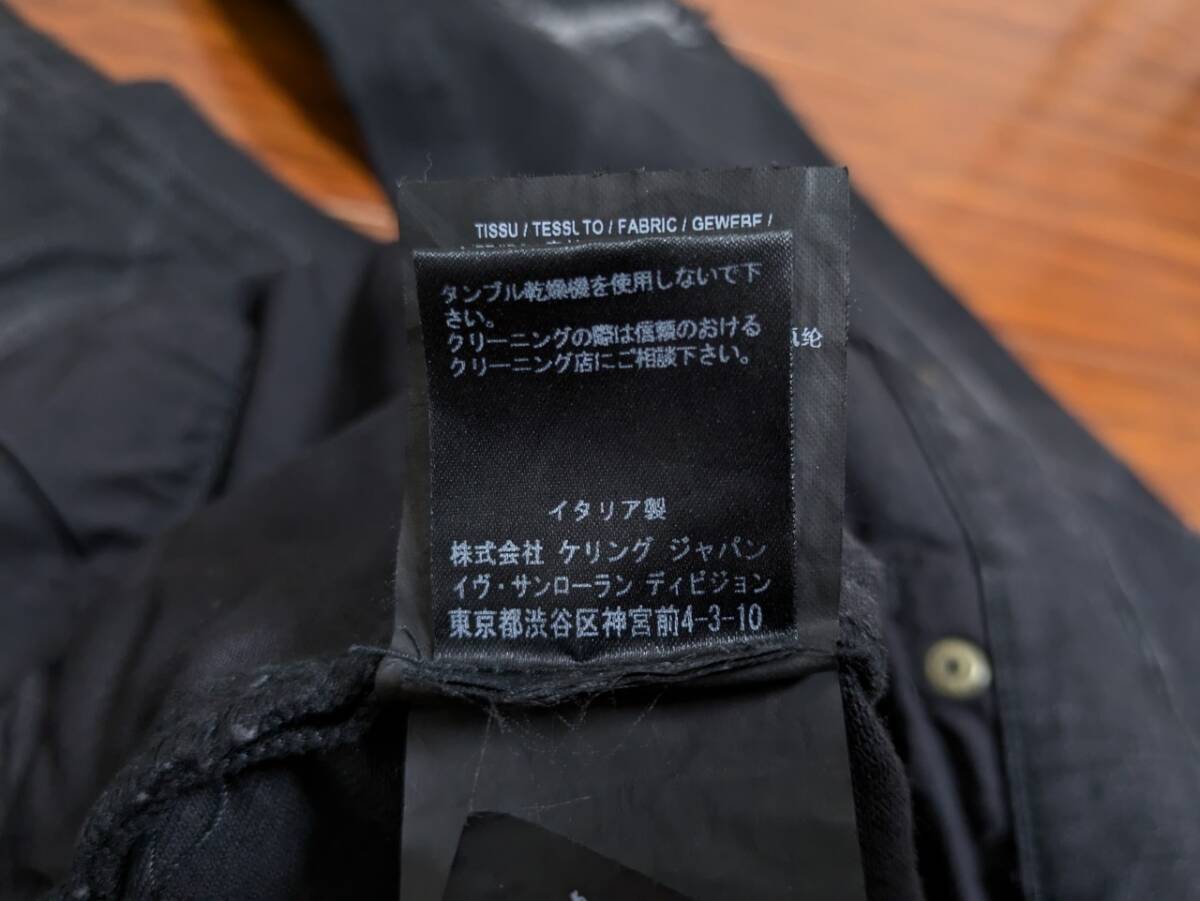 TISSU / TESSUTO / FABRIC / GEWEBE /
タンブル乾燥機を使用しないで下
さい。
クリーニングの際は信頼のおける
クリーニング店にご相談下さい。
纶
イタリア製
株式会社 ケリング ジャパン
イヴ・サンローラン ディビジョン
東京都渋谷区神宮前4-3-10